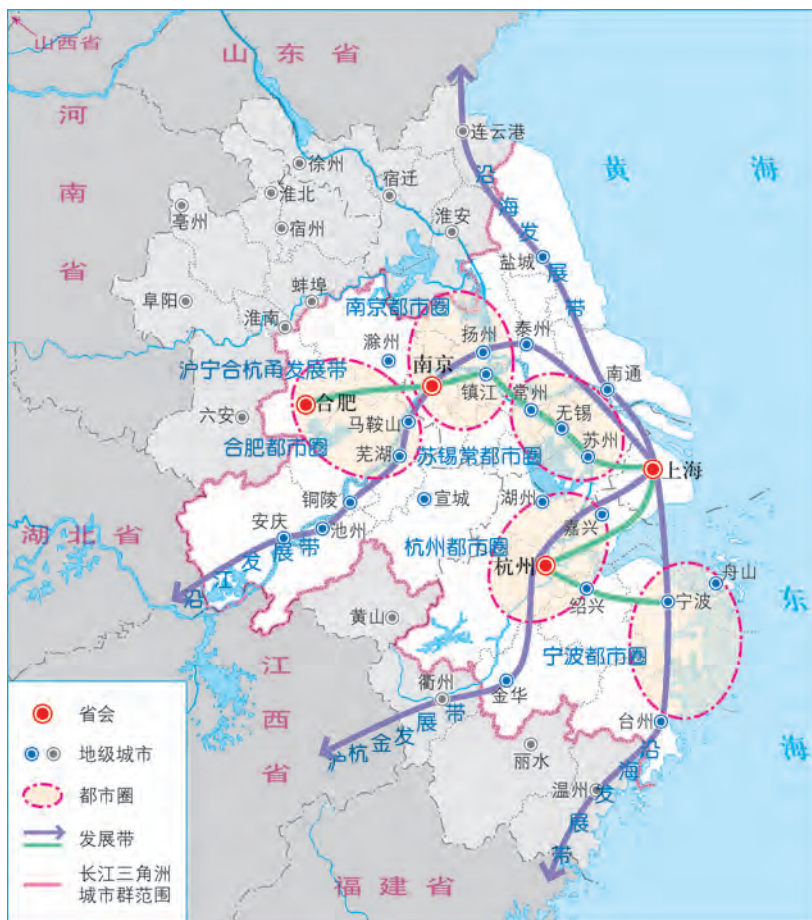 山西省
山东省
河南省
连云港
徐州
淮北
宿迁
亳州
宿州
淮安
黄海
沿海发展带
盐城
阜阳
蚌埠
淮南
南京都市圈
滁州
扬州
泰州
沪宁合杭甬发展带
南京
镇江
南通
合肥
常州
六安
马鞍山
无锡
合肥都市圈
芜湖
苏锡常都市圈
苏州
上海
铜陵
宣城
湖州
嘉兴
湖北省
安庆
池州
杭州都市圈
沿江发展带
杭州
舟山
绍兴
宁波
东海
黄山
江西省
宁波都市圈
衢州
金华
台州
沪杭金发展带
丽水
温州
沿海发展带
福建省
省会
地级城市
都市圈
发展带
长江三角洲
城市群范围